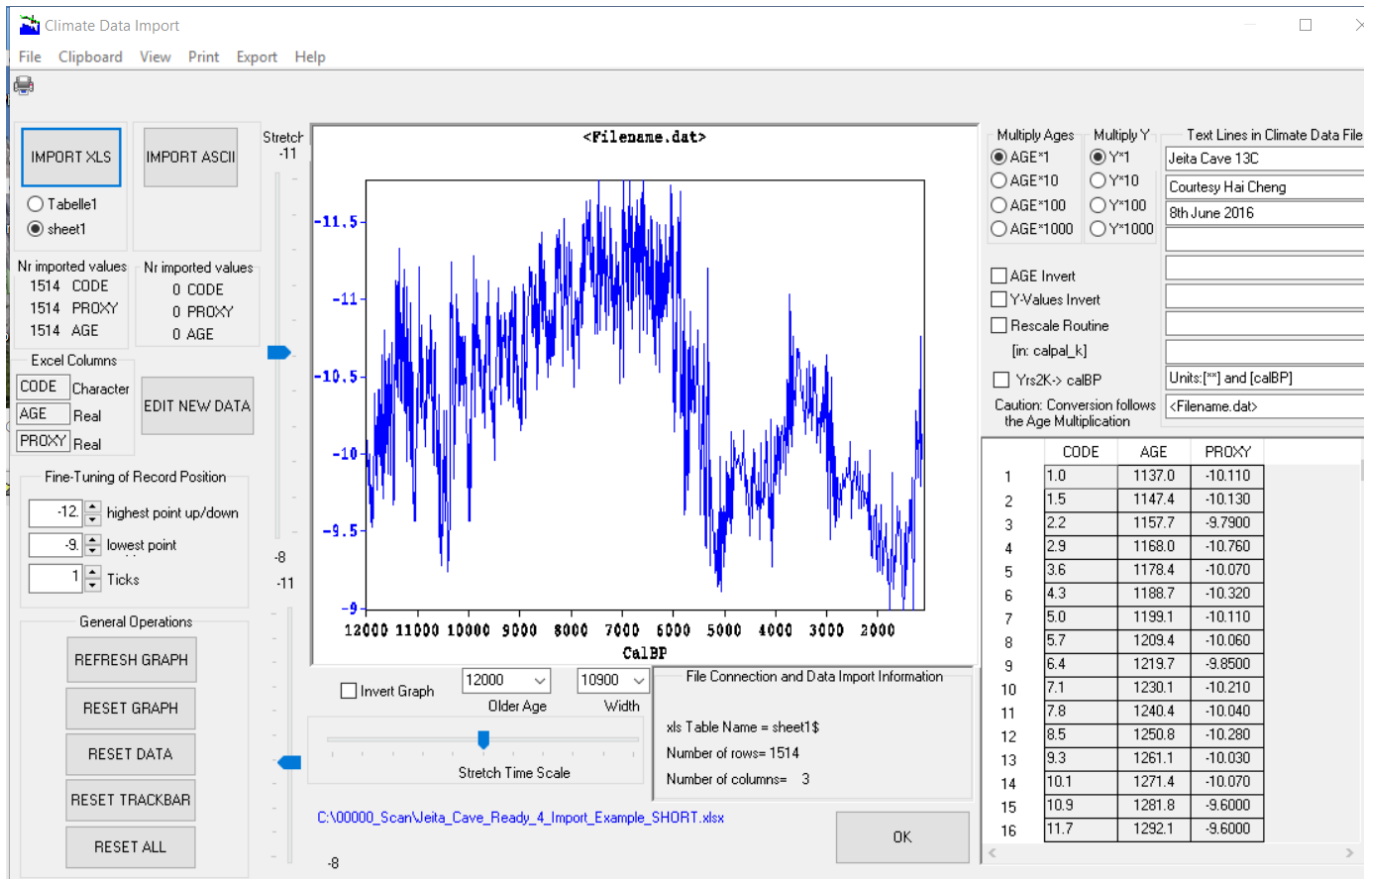 Climate Data Import
File Clipboard View Print Export Help
IMPORT XLS
Tabelle1
sheet1
IMPORT ASCII
Nr imported values
1514 CODE
1514 PROXY
1514 AGE
Nr imported values
0 CODE
0 PROXY
0 AGE
Excel Columns
CODE Character
AGE Real
PROXY Real
EDIT NEW DATA
Fine-Tuning of Record Position
-12. highest point up/down
-9. lowest point
1 Ticks
General Operations
REFRESH GRAPH
RESET GRAPH
RESET DATA
RESET TRACKBAR
RESET ALL
Stretch
-11
-8
-11
-8
<Filename.dat>
-11.5
-11
-10.5
-10
-9.5
-9
12000 11000 10000 9000 8000 7000 6000 5000 4000 3000 2000
CalBP
Invert Graph
12000
Older Age
10900
Width
Stretch Time Scale
File Connection and Data Import Information
xls Table Name = sheet1$
Number of rows= 1514
Number of columns= 3
C:\00000_Scan\Jeita_Cave_Ready_4_Import_Example_SHORT.xlsx
OK
Multiply Ages
AGE*1
AGE*10
AGE*100
AGE*1000
Multiply Y
Y*1
Y*10
Y*100
Y*1000
AGE Invert
Y-Values Invert
Rescale Routine
[in: calpal_k]
Yrs2K-> calBP
Caution: Conversion follows
the Age Multiplication
Text Lines in Climate Data File
Jeita Cave 13C
Courtesy Hai Cheng
8th June 2016
Units:[**] and [calBP]
<Filename.dat>
CODE AGE PROXY
1 1.0 1137.0 -10.110
2 1.5 1147.4 -10.130
3 2.2 1157.7 -9.7900
4 2.9 1168.0 -10.760
5 3.6 1178.4 -10.070
6 4.3 1188.7 -10.320
7 5.0 1199.1 -10.110
8 5.7 1209.4 -10.060
9 6.4 1219.7 -9.8500
10 7.1 1230.1 -10.210
11 7.8 1240.4 -10.040
12 8.5 1250.8 -10.280
13 9.3 1261.1 -10.030
14 10.1 1271.4 -10.070
15 10.9 1281.8 -9.6000
16 11.7 1292.1 -9.6000